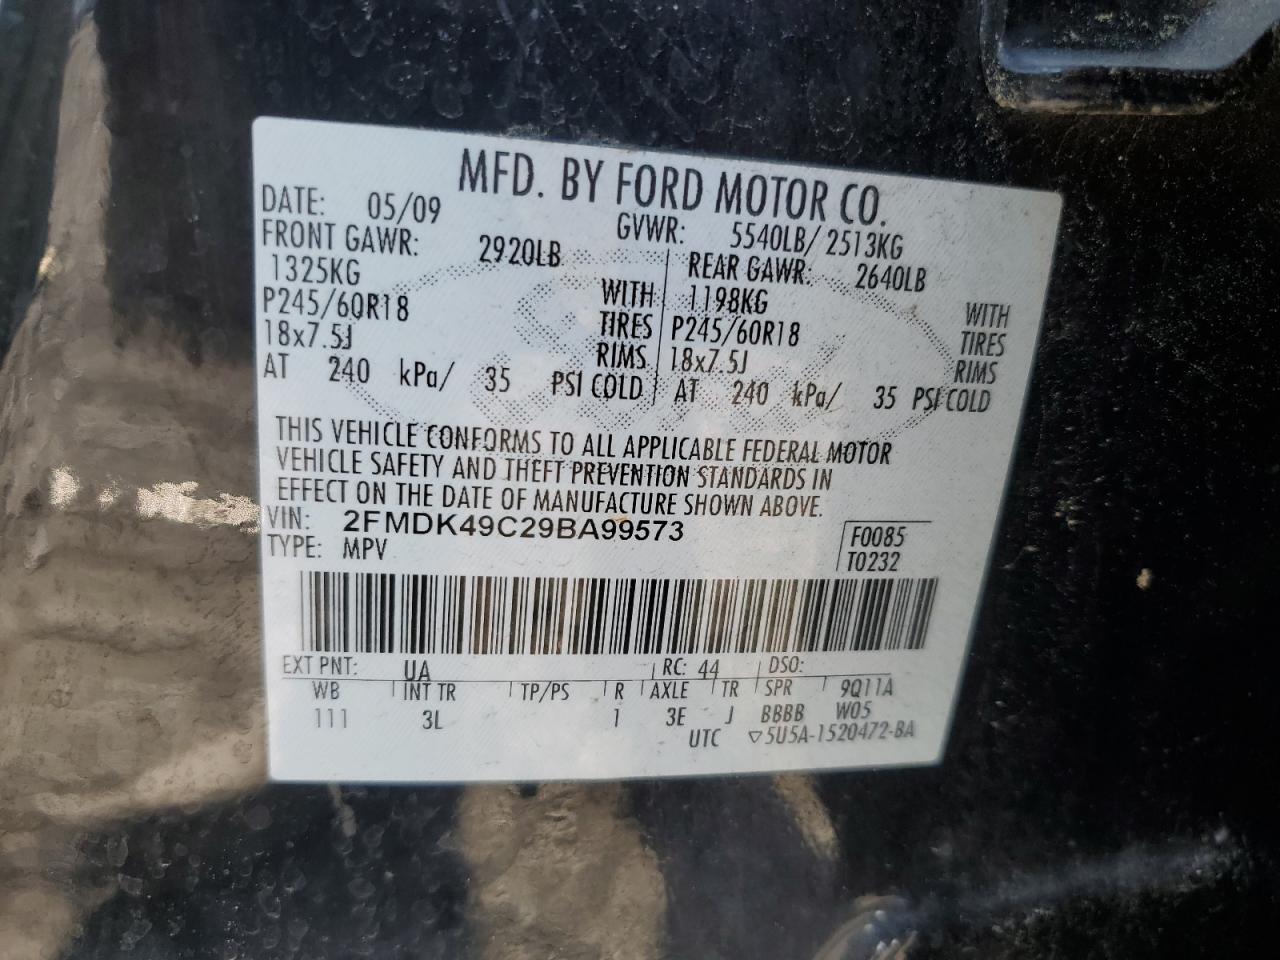 MFD. BY FORD MOTOR CO.
DATE: 05/09 GVWR: 5540LB/ 2513KG
FRONT GAWR: 2920LB REAR GAWR: 2640LB
1325KG WITH 1198KG WITH
P245/60R18 TIRES P245/60R18 TIRES
18x7.5J RIMS 18x7.5J RIMS
AT 240 kPa/ 35 PSI COLD AT 240 kPa/ 35 PSI COLD
THIS VEHICLE CONFORMS TO ALL APPLICABLE FEDERAL MOTOR
VEHICLE SAFETY AND THEFT PREVENTION STANDARDS IN
EFFECT ON THE DATE OF MANUFACTURE SHOWN ABOVE.
VIN: 2FMDK49C29BA99573 F0085
TYPE: MPV T0232
EXT PNT: UA RC: 44 DSO:
WB INT TR TP/PS R AXLE TR SPR 9Q11A
111 3L 1 3E J BBBB W05
UTC ▽5U5A-1520472-BA